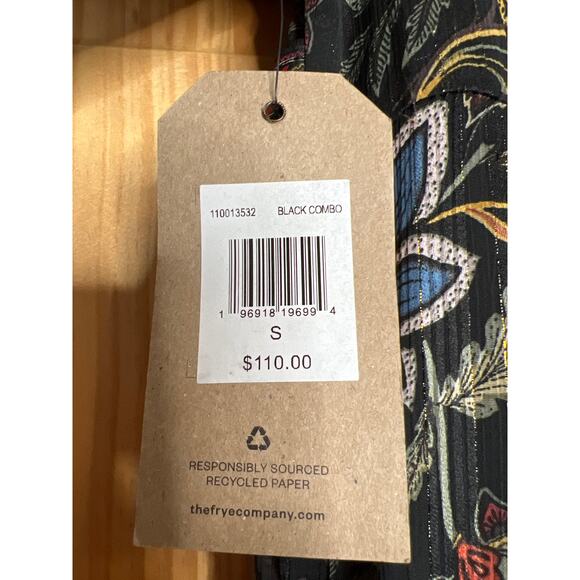 110013532 BLACK COMBO
1 96918 19699 4
S
$110.00
RESPONSIBLY SOURCED
RECYCLED PAPER
thefryecompany.com